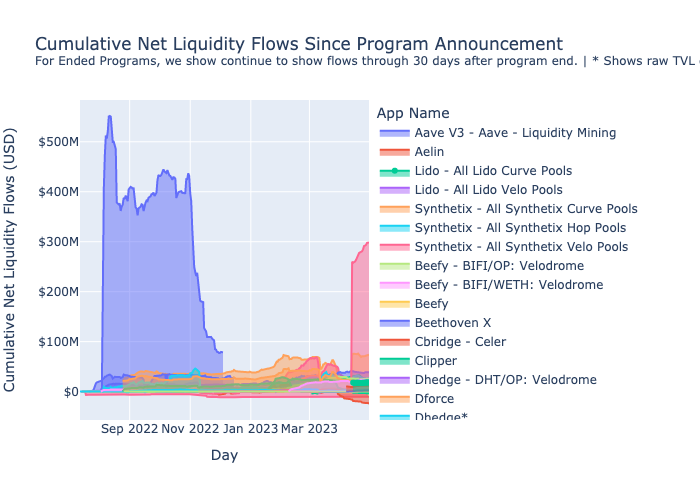 Cumulative Net Liquidity Flows Since Program Announcement
For Ended Programs, we show continue to show flows through 30 days after program end. | * Shows raw TVL
App Name
Aave V3 - Aave - Liquidity Mining
Aelin
Lido - All Lido Curve Pools
Lido - All Lido Velo Pools
Synthetix - All Synthetix Curve Pools
Synthetix - All Synthetix Hop Pools
Synthetix - All Synthetix Velo Pools
Beefy - BIFI/OP: Velodrome
Beefy - BIFI/WETH: Velodrome
Beefy
Beethoven X
Cbridge - Celer
Clipper
Dhedge - DHT/OP: Velodrome
Dforce
Dhedge*
Cumulative Net Liquidity Flows (USD)
$500M
$400M
$300M
$200M
$100M
$0
Sep 2022 Nov 2022 Jan 2023 Mar 2023
Day